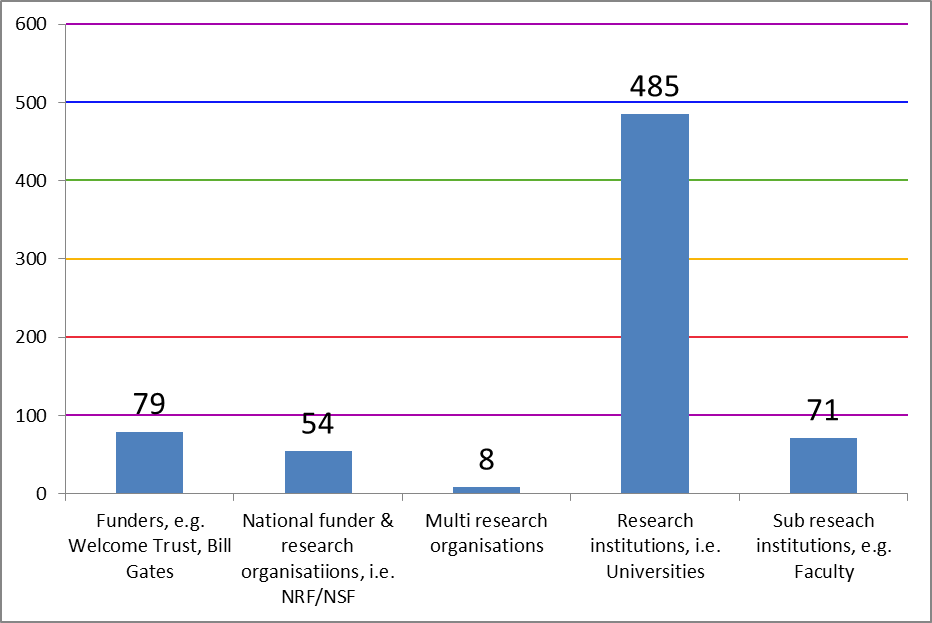 600
500
400
300
200
100
0
79
54
8
485
71
Funders, e.g.
Welcome Trust, Bill
Gates
National funder &
research
organisatiions, i.e.
NRF/NSF
Multi research
organisations
Research
institutions, i.e.
Universities
Sub reseach
institutions, e.g.
Faculty